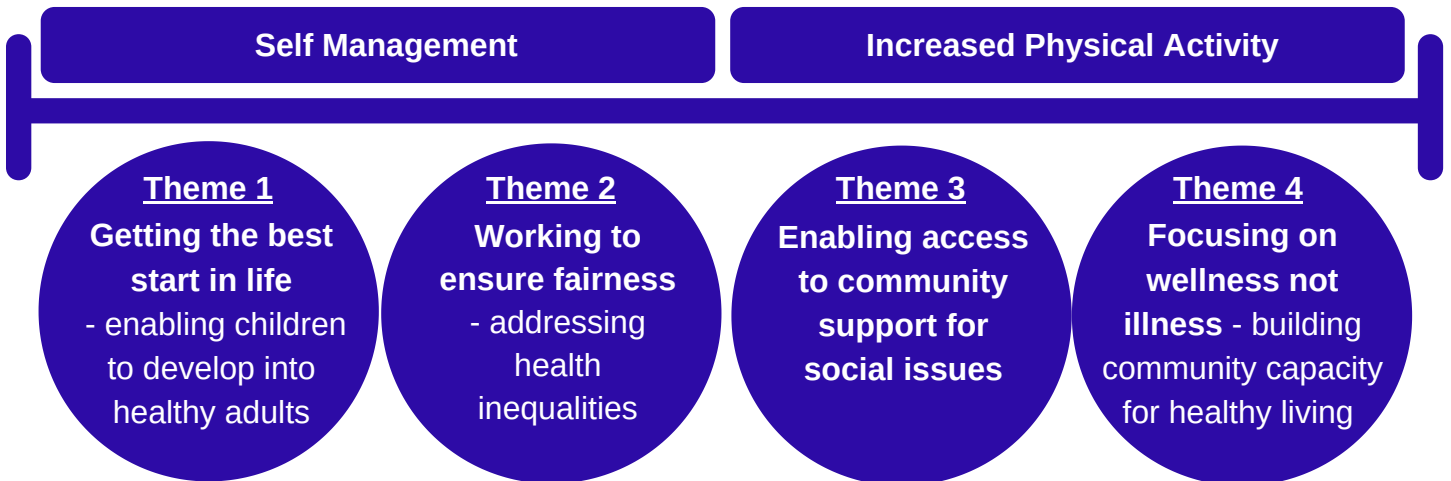 Self Management
Increased Physical Activity
Theme 1
Getting the best
start in life
- enabling children
to develop into
healthy adults
Theme 2
Working to
ensure fairness
- addressing
health
inequalities
Theme 3
Enabling access
to community
support for
social issues
Theme 4
Focusing on
wellness not
illness - building
community capacity
for healthy living